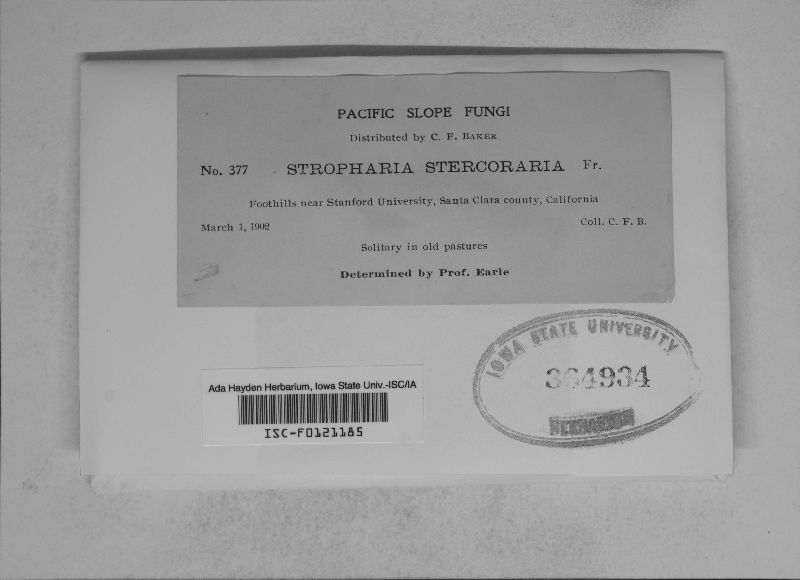 PACIFIC SLOPE FUNGI
Distributed by C. F. BAKER
No. 377 STROPHARIA STERCORARIA Fr.
Foothills near Stanford University, Santa Clara county, California
March 1, 1902 Coll. C. F. B.
Solitary in old pastures
Determined by Prof. Earle
IOWA STATE UNIVERSITY
364934
HERBARIUM
Ada Hayden Herbarium, Iowa State Univ.-ISC/IA
ISC-F0121185